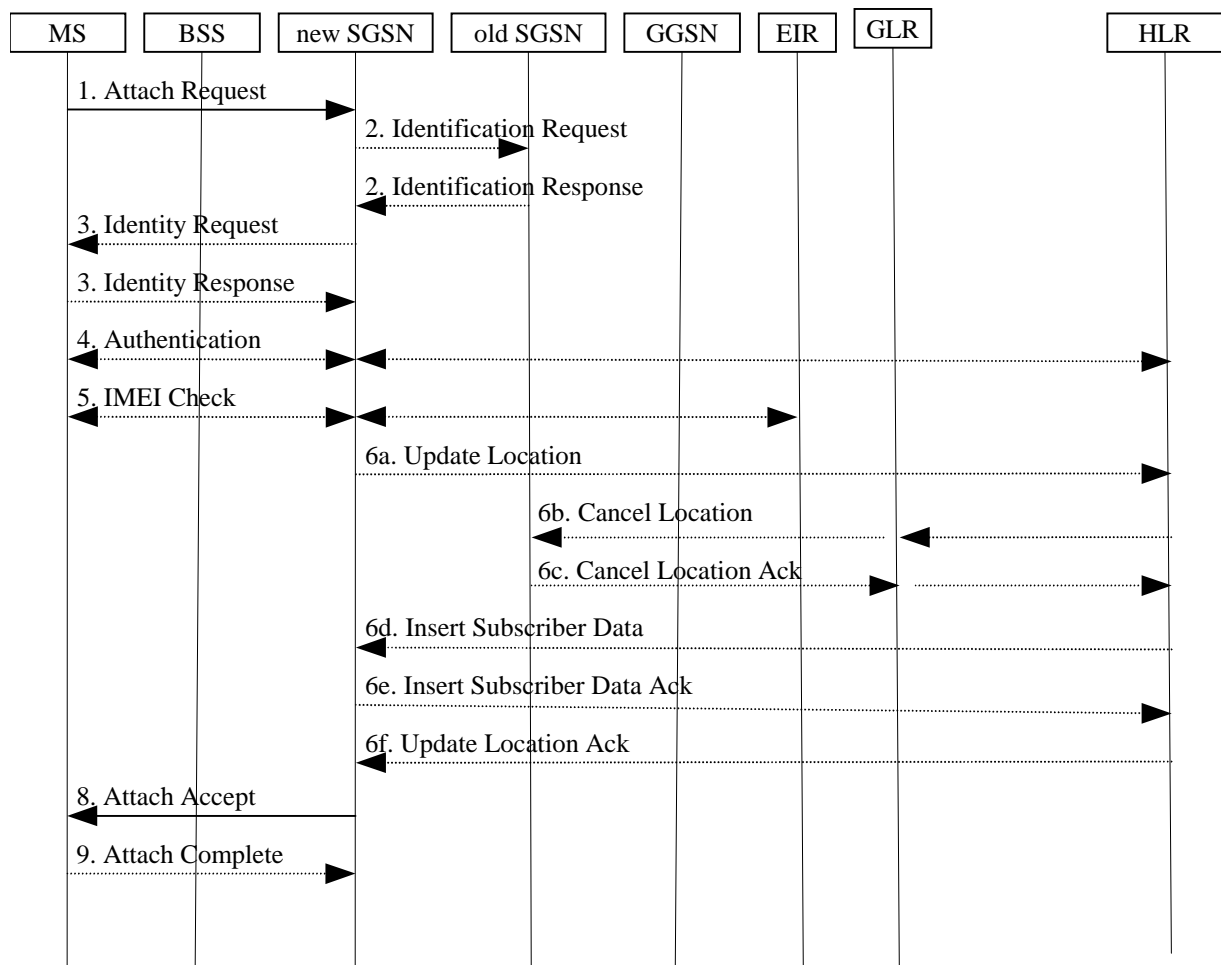 MS
BSS
new SGSN
old SGSN
GGSN
EIR
GLR
HLR
1. Attach Request
2. Identification Request
2. Identification Response
3. Identity Request
3. Identity Response
4. Authentication
5. IMEI Check
6a. Update Location
6b. Cancel Location
6c. Cancel Location Ack
6d. Insert Subscriber Data
6e. Insert Subscriber Data Ack
6f. Update Location Ack
8. Attach Accept
9. Attach Complete